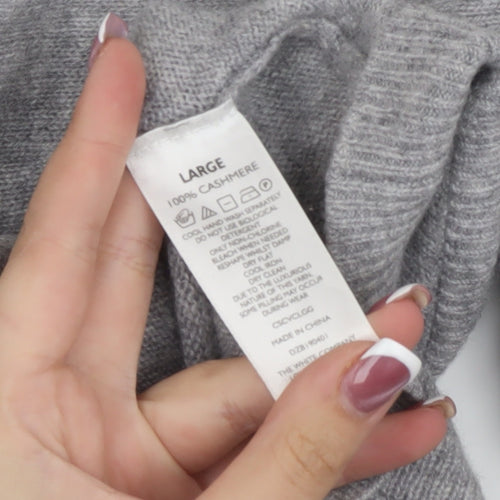 LARGE
100% CASHMERE
COOL HAND WASH SEPARATELY
DO NOT USE BIOLOGICAL
DETERGENT
ONLY NON-CHLORINE
BLEACH WHEN NEEDED
RESHAPE WHILST DAMP
DRY FLAT
COOL IRON
DRY CLEAN
DUE TO THE LUXURIOUS
NATURE OF THIS YARN,
SOME PILLING MAY OCCUR
DURING WEAR
CSCYCLGG
MADE IN CHINA
DZB190401
THE WHITE COMPANY